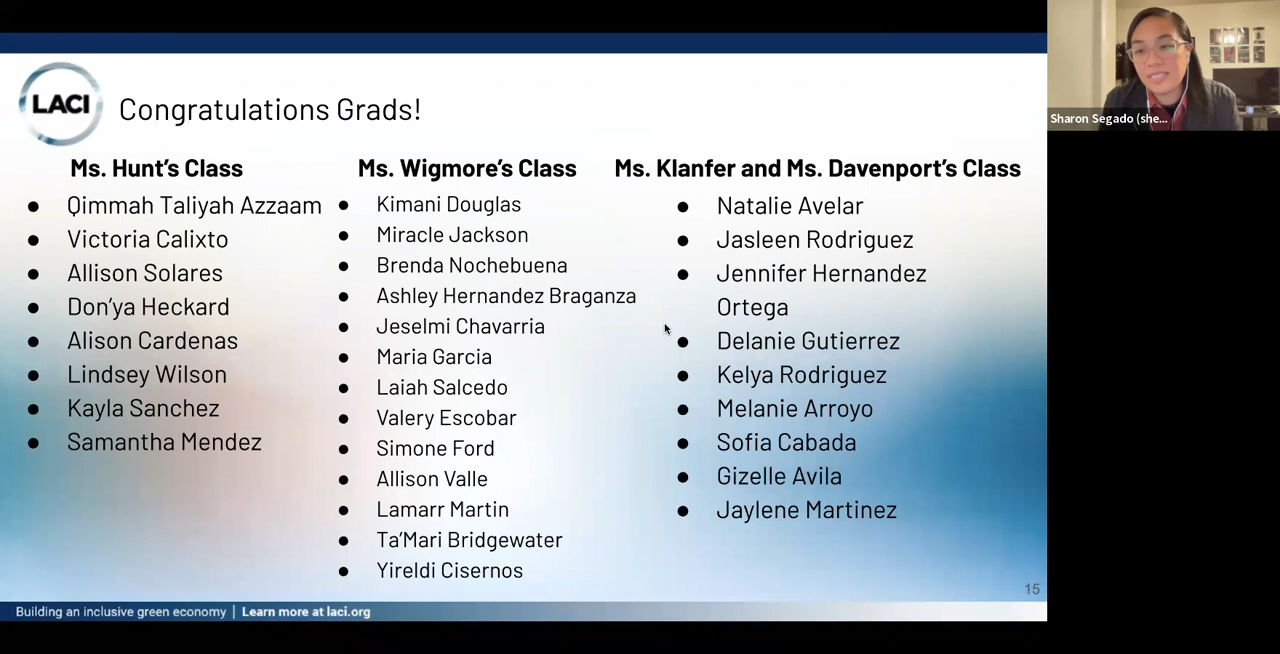 LACI
Congratulations Grads!
Ms. Hunt's Class
● Qimmah Taliyah Azzaam
● Victoria Calixto
● Allison Solares
● Don'ya Heckard
● Alison Cardenas
● Lindsey Wilson
● Kayla Sanchez
● Samantha Mendez
Ms. Wigmore's Class
● Kimani Douglas
● Miracle Jackson
● Brenda Nochebuena
● Ashley Hernandez Braganza
● Jeselmi Chavarria
● Maria Garcia
● Laiah Salcedo
● Valery Escobar
● Simone Ford
● Allison Valle
● Lamarr Martin
● Ta'Mari Bridgewater
● Yireldi Cisernos
Ms. Klanfer and Ms. Davenport's Class
● Natalie Avelar
● Jasleen Rodriguez
● Jennifer Hernandez
Ortega
● Delanie Gutierrez
● Kelya Rodriguez
● Melanie Arroyo
● Sofia Cabada
● Gizelle Avila
● Jaylene Martinez
15
Building an inclusive green economy | Learn more at laci.org
Sharon Segado (she...